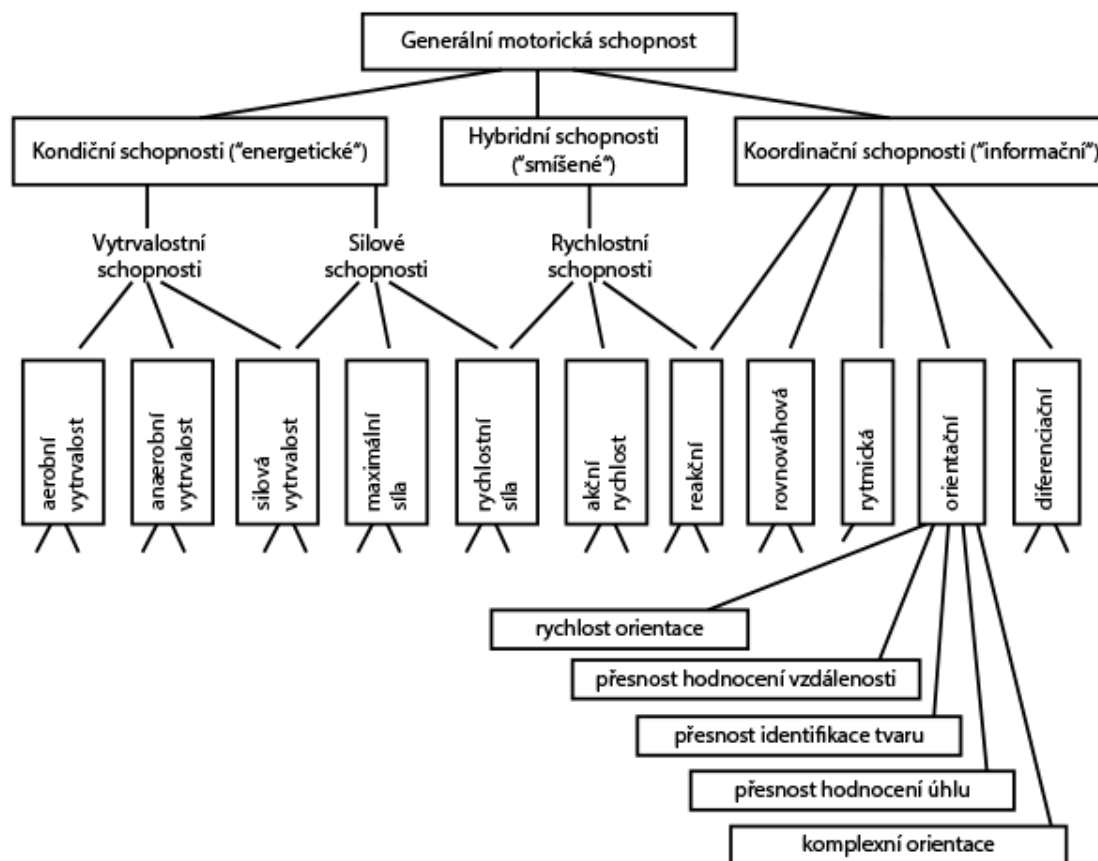 Generální motorická schopnost
Kondiční schopnosti ("energetické“)
Hybridní schopnosti
("smíšené“)
Koordinační schopnosti ("informační“)
Vytrvalostní
schopnosti
Silové
schopnosti
Rychlostní
schopnosti
aerobní
vytrvalost
anaerobní
vytrvalost
silová
vytrvalost
maximální
síla
rychlostní
síla
akční
rychlost
reakční
rovnováhová
rytmická
orientační
diferenciační
rychlost orientace
přesnost hodnocení vzdálenosti
přesnost identifikace tvaru
přesnost hodnocení úhlu
komplexní orientace